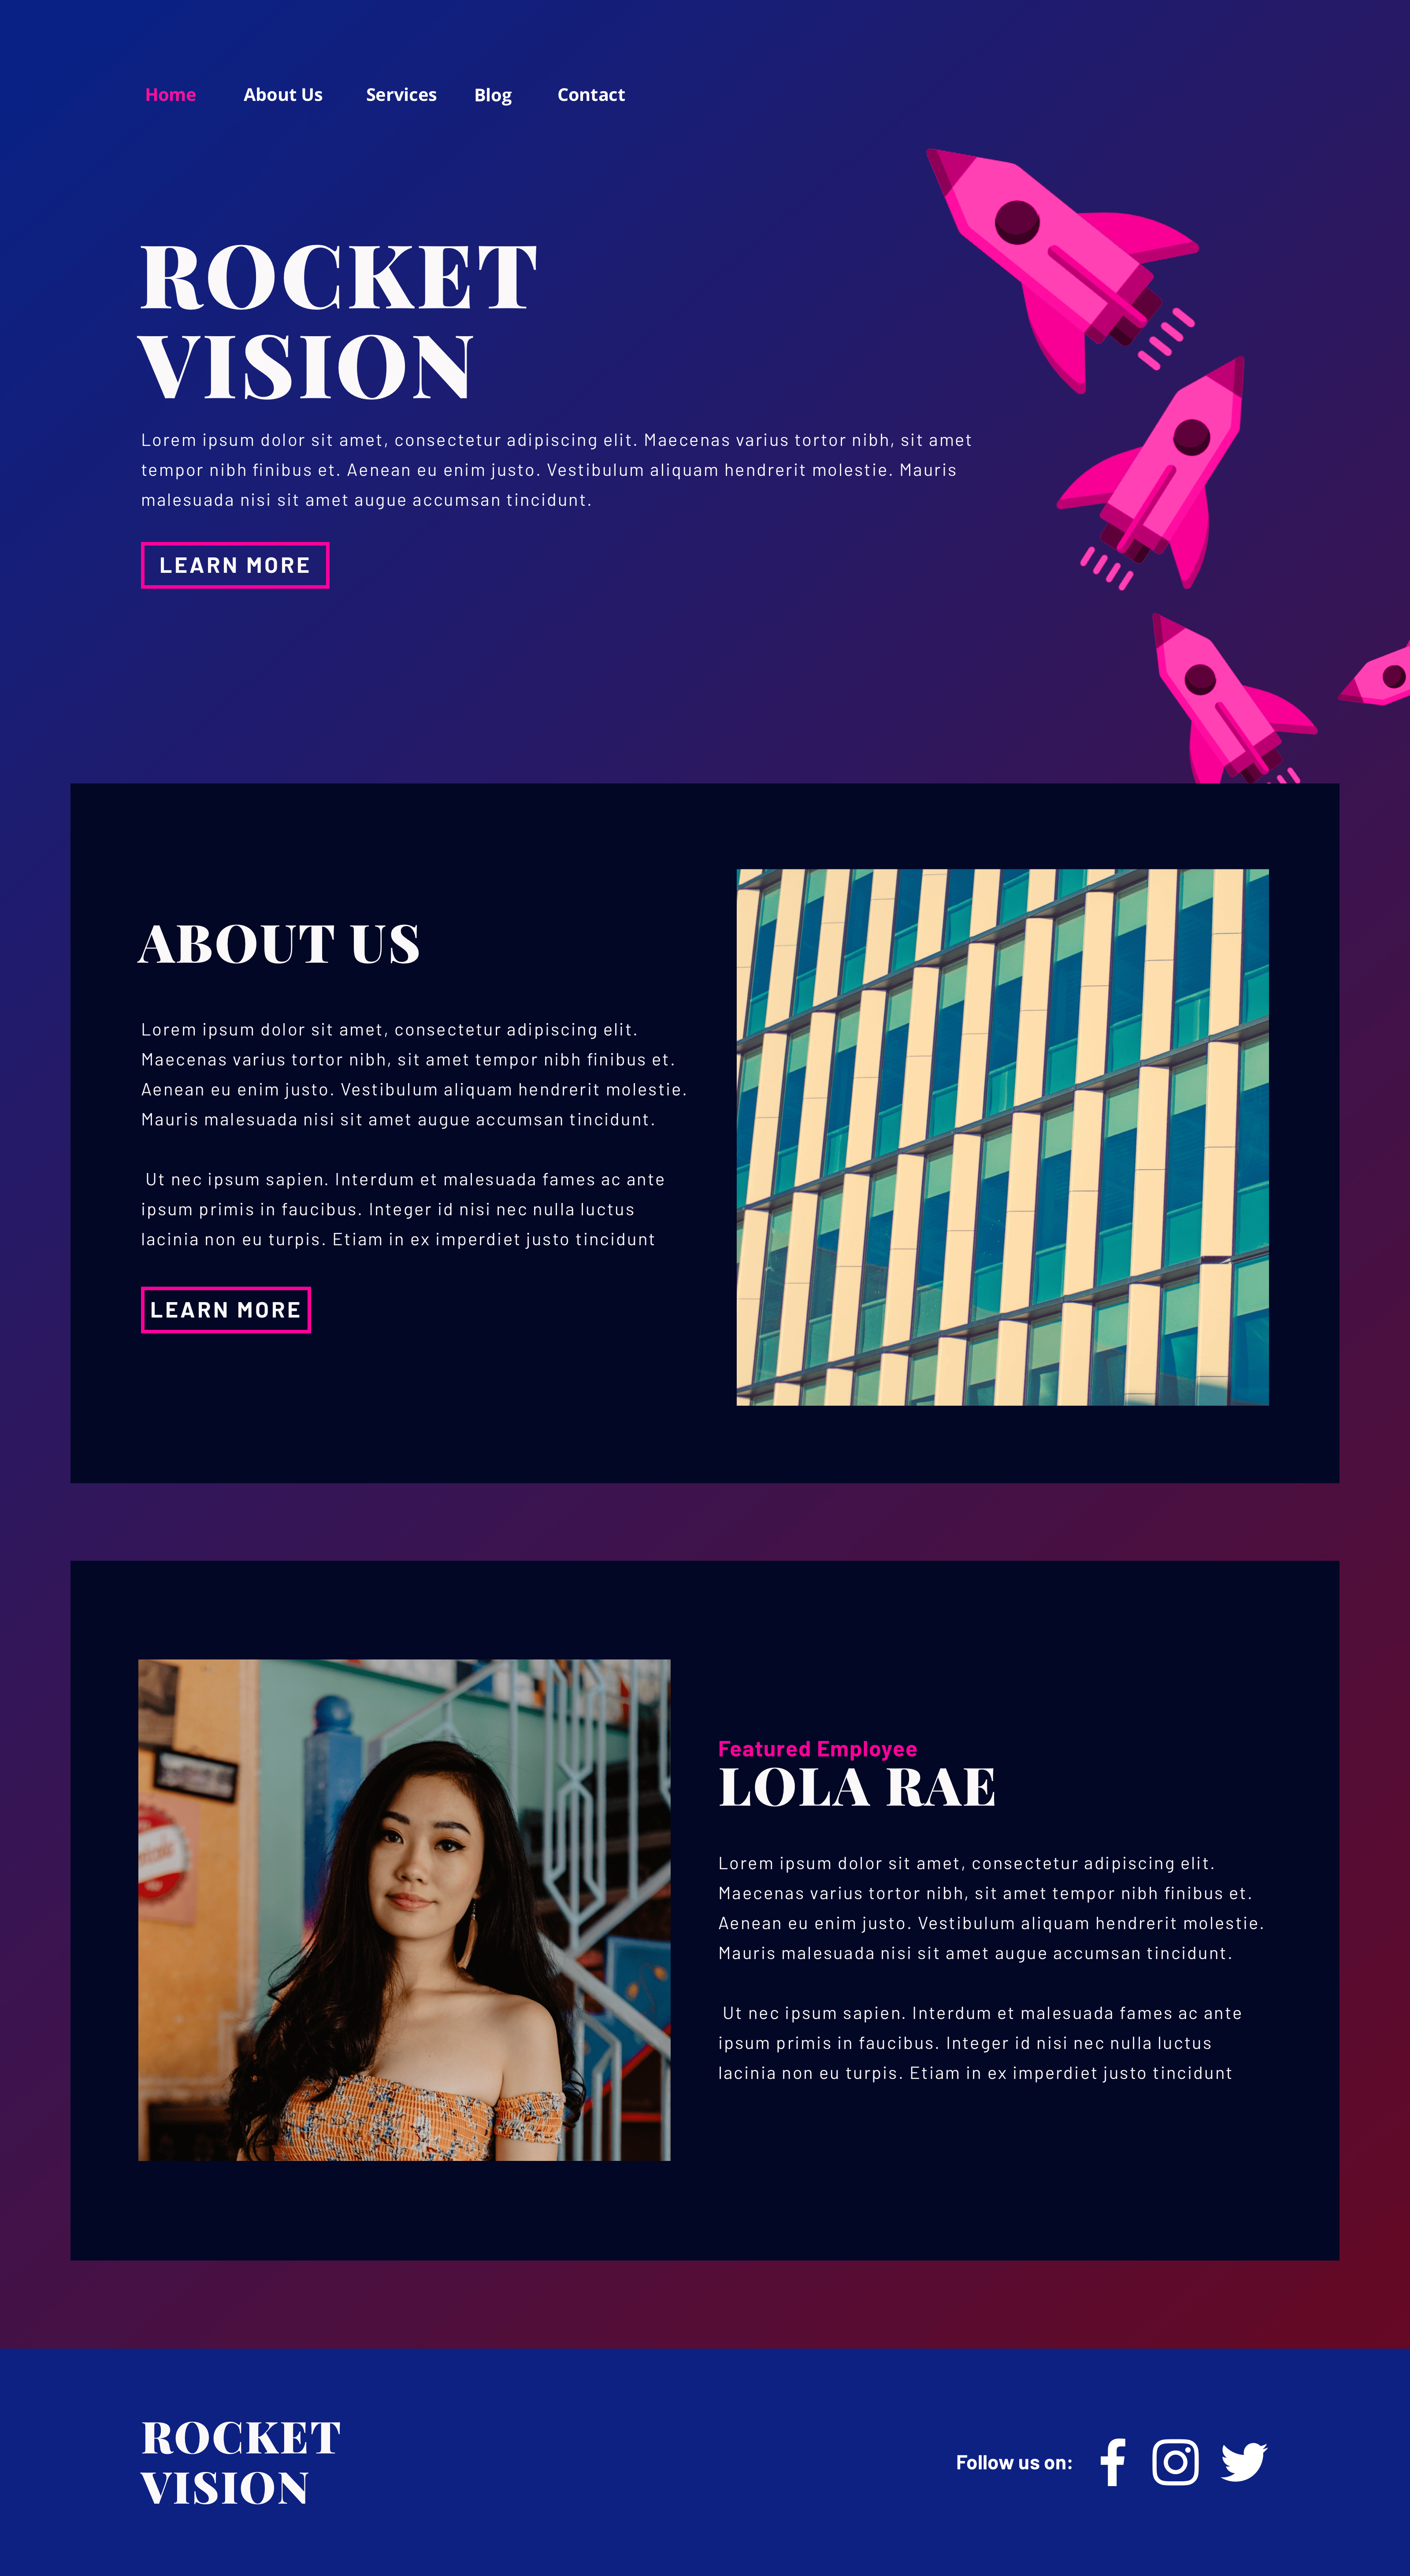 Home About Us Services Blog Contact
ROCKET
VISION
Lorem ipsum dolor sit amet, consectetur adipiscing elit. Maecenas varius tortor nibh, sit amet
tempor nibh finibus et. Aenean eu enim justo. Vestibulum aliquam hendrerit molestie. Mauris
malesuada nisi sit amet augue accumsan tincidunt.
LEARN MORE
ABOUT US
Lorem ipsum dolor sit amet, consectetur adipiscing elit.
Maecenas varius tortor nibh, sit amet tempor nibh finibus et.
Aenean eu enim justo. Vestibulum aliquam hendrerit molestie.
Mauris malesuada nisi sit amet augue accumsan tincidunt.
Ut nec ipsum sapien. Interdum et malesuada fames ac ante
ipsum primis in faucibus. Integer id nisi nec nulla luctus
lacinia non eu turpis. Etiam in ex imperdiet justo tincidunt
LEARN MORE
Featured Employee
LOLA RAE
Lorem ipsum dolor sit amet, consectetur adipiscing elit.
Maecenas varius tortor nibh, sit amet tempor nibh finibus et.
Aenean eu enim justo. Vestibulum aliquam hendrerit molestie.
Mauris malesuada nisi sit amet augue accumsan tincidunt.
Ut nec ipsum sapien. Interdum et malesuada fames ac ante
ipsum primis in faucibus. Integer id nisi nec nulla luctus
lacinia non eu turpis. Etiam in ex imperdiet justo tincidunt
ROCKET
VISION
Follow us on: